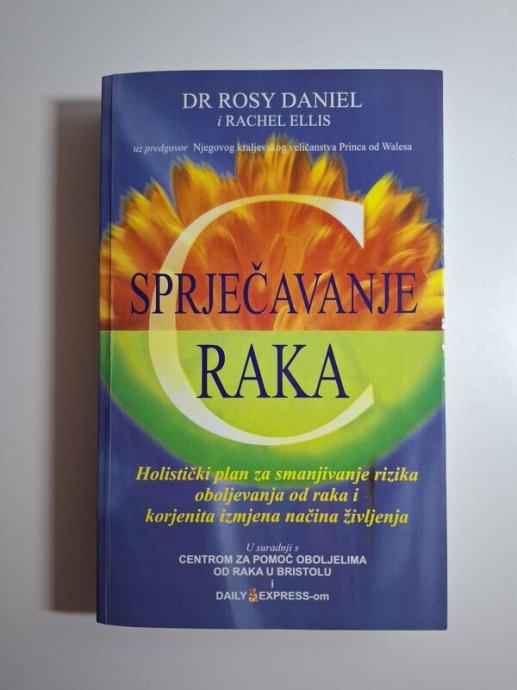 DR ROSY DANIEL
i RACHEL ELLIS
uz predgovor Njegovog kraljevskog veličanstva Princa od Walesa
C
SPRJEČAVANJE
RAKA
Holistički plan za smanjivanje rizika
oboljevanja od raka i
korjenita izmjena načina življenja
U suradnji s
CENTROM ZA POMOĆ OBOLJELIMA
OD RAKA U BRISTOLU
i
DAILY EXPRESS-om